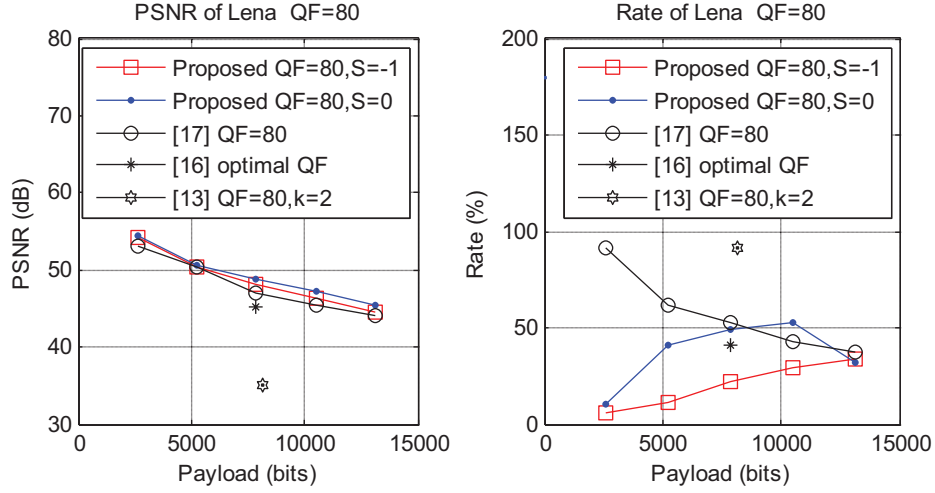 PSNR of Lena QF=80
80
70
60
50
40
30
PSNR (dB)
Proposed QF=80,S=-1
Proposed QF=80,S=0
[17] QF=80
[16] optimal QF
[13] QF=80,k=2
0
5000
10000
15000
Payload (bits)
Rate of Lena QF=80
200
150
100
50
0
Rate (%)
Proposed QF=80,S=-1
Proposed QF=80,S=0
[17] QF=80
[16] optimal QF
[13] QF=80,k=2
0
5000
10000
15000
Payload (bits)